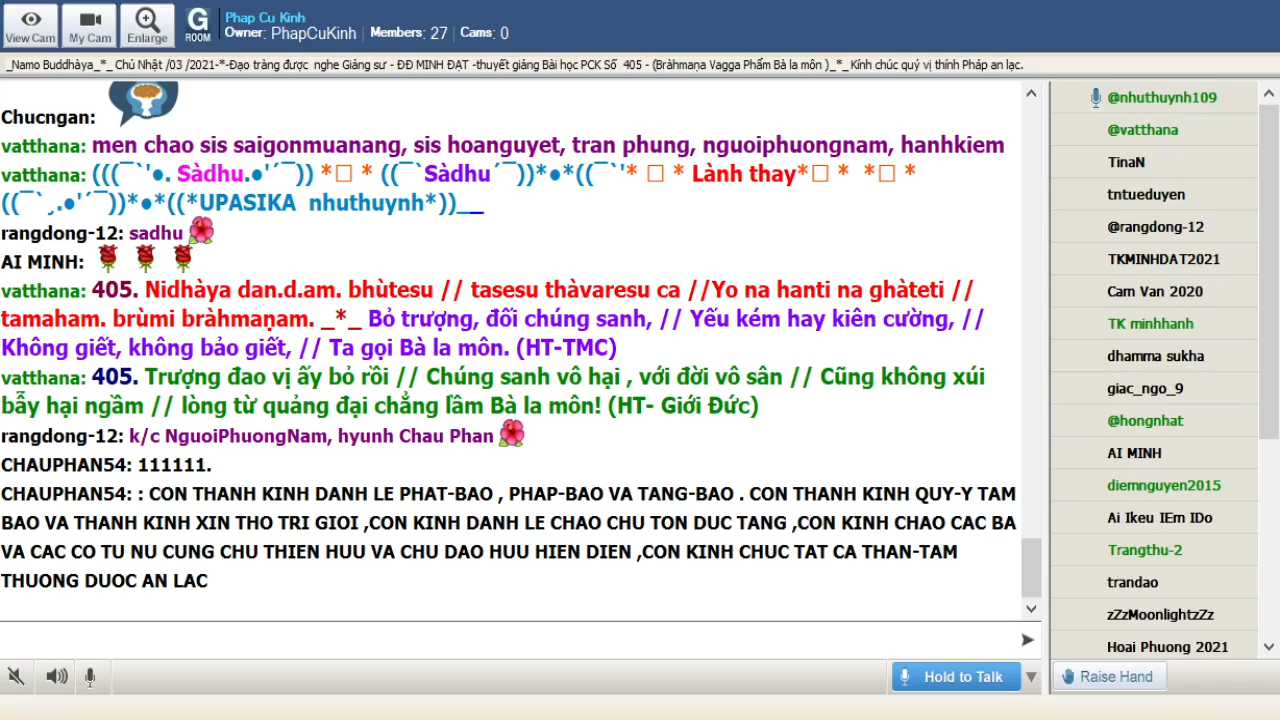 View Cam
My Cam
Enlarge
G
ROOM
Phap Cu Kinh
Owner: PhapCuKinh Members: 27 Cams: 0
_Namo Buddhàya_*_ Chủ Nhật /03 /2021-*-Đạo tràng được nghe Giảng sư - ĐĐ MINH ĐẠT -thuyết giảng Bài học PCK Số 405 - (Bràhmaṇa Vagga Phẩm Bà la môn )_*_ Kính chúc quý vị thính Pháp an lạc.
Chucngan:
vatthana: men chao sis saigonmuanang, sis hoanguyet, tran phung, nguoiphuongnam, hanhkiem
vatthana: (((¯`'●. Sàdhu.●'´¯)) *□ * ((¯`Sàdhu´¯))*●*((¯`'* □ * Lành thay*□ * *□ *
((¯`¸.●'´¯))*●*((*UPASIKA nhuthuynh*))__
rangdong-12: sadhu
AI MINH:
vatthana: 405. Nidhàya dan.d.am. bhùtesu // tasesu thàvaresu ca //Yo na hanti na ghàteti //
tamaham. brùmi bràhmaṇam. _*_ Bỏ trượng, đối chúng sanh, // Yếu kém hay kiên cường, //
Không giết, không bảo giết, // Ta gọi Bà la môn. (HT-TMC)
vatthana: 405. Trượng đao vị ấy bỏ rồi // Chúng sanh vô hại , với đời vô sân // Cũng không xúi
bẫy hại ngầm // lòng từ quảng đại chẳng lầm Bà la môn! (HT- Giới Đức)
rangdong-12: k/c NguoiPhuongNam, hyunh Chau Phan
CHAUPHAN54: 111111.
CHAUPHAN54: : CON THANH KINH DANH LE PHAT-BAO , PHAP-BAO VA TANG-BAO . CON THANH KINH QUY-Y TAM
BAO VA THANH KINH XIN THO TRI GIOI ,CON KINH DANH LE CHAO CHU TON DUC TANG ,CON KINH CHAO CAC BA
VA CAC CO TU NU CUNG CHU THIEN HUU VA CHU DAO HUU HIEN DIEN ,CON KINH CHUC TAT CA THAN-TAM
THUONG DUOC AN LAC
@nhuthuynh109
@vatthana
TinaN
tntueduyen
@rangdong-12
TKMINHDAT2021
Cam Van 2020
TK minhhanh
dhamma sukha
giac_ngo_9
@hongnhat
AI MINH
diemnguyen2015
Ai Ikeu IEm IDo
Trangthu-2
trandao
zZzMoonlightzZz
Hoai Phuong 2021
Hold to Talk
Raise Hand